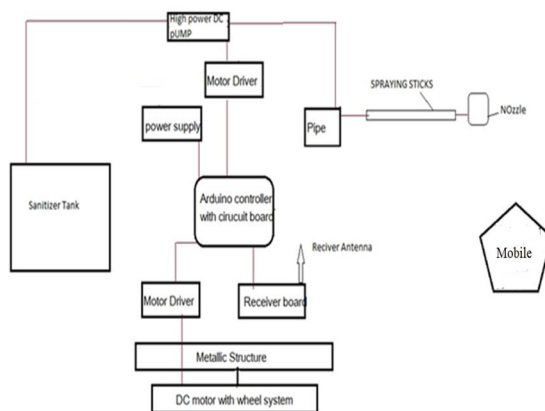 High power DC
pUMP
Motor Driver
SPRAYING STICKS
NOzzle
power supply
Pipe
Sanitizer Tank
Arduino controller
with cirucuit board
Reciver Antenna
Mobile
Motor Driver
Receiver board
Metallic Structure
DC motor with wheel system